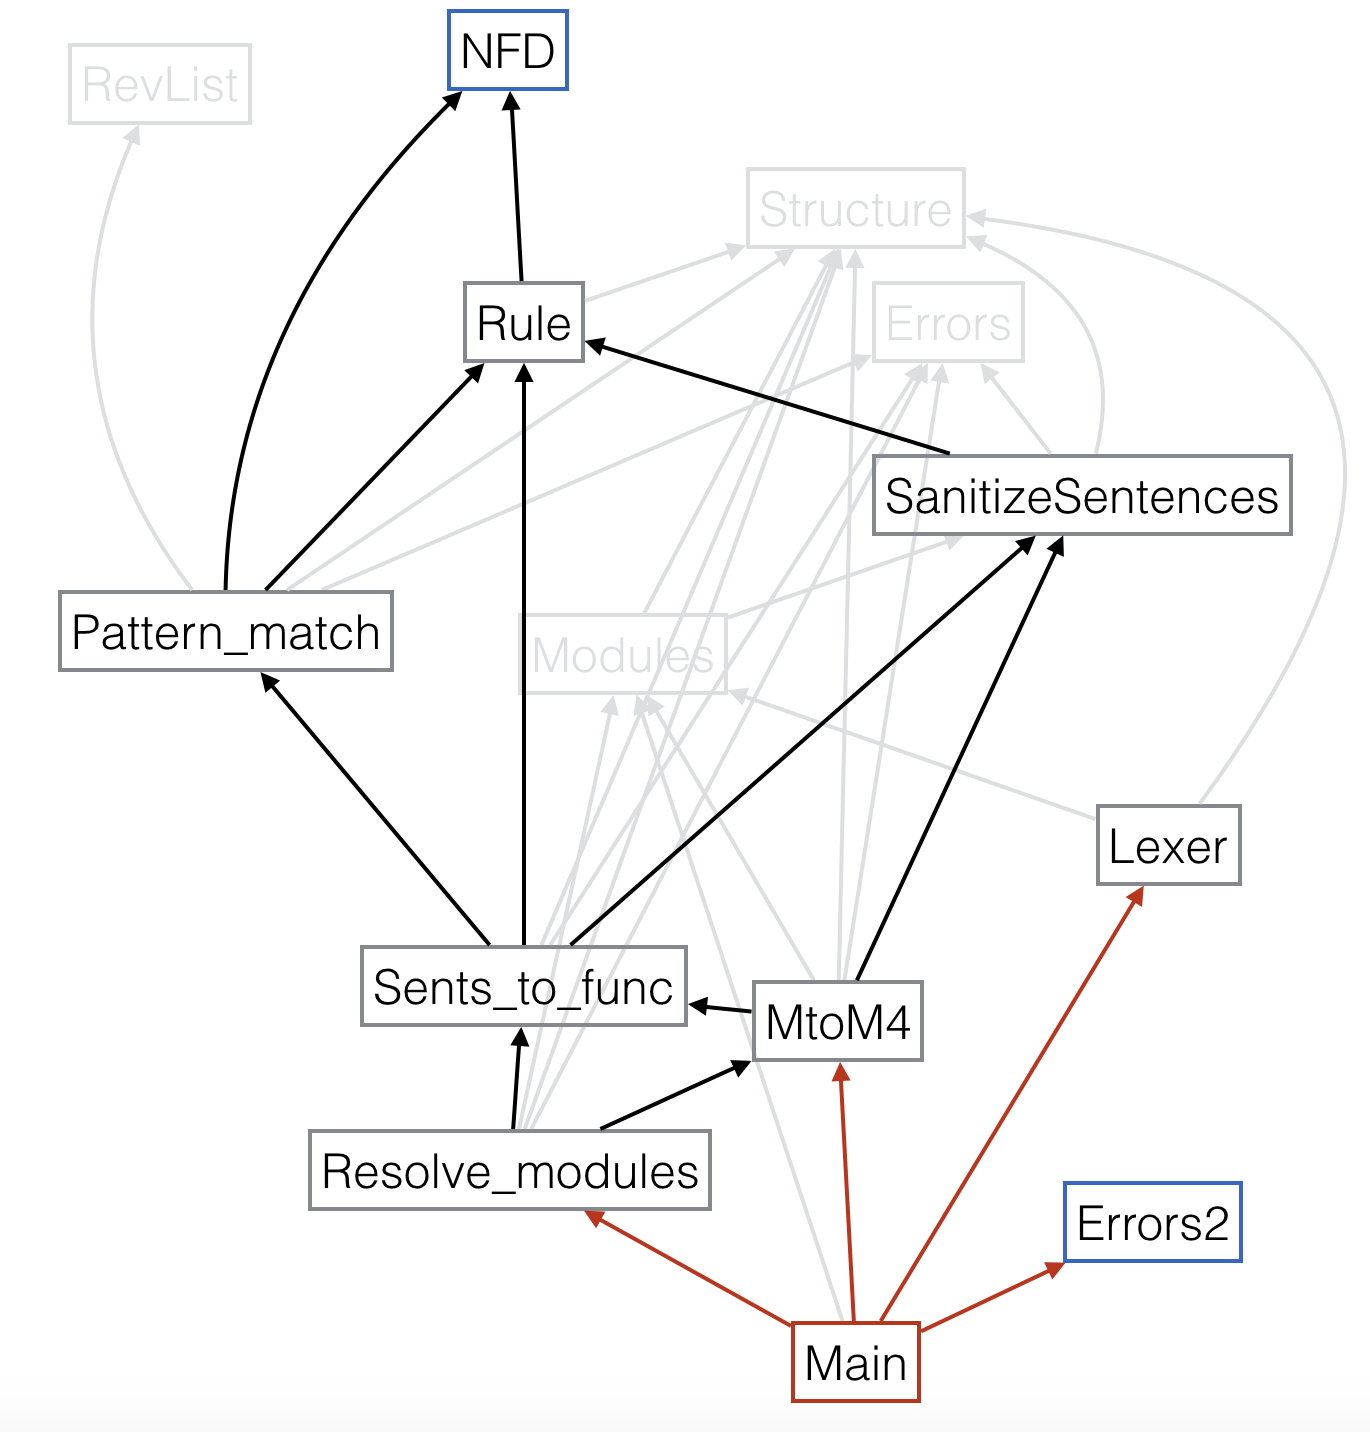 NFD
RevList
Structure
Rule
Errors
SanitizeSentences
Pattern_match
Modules
Lexer
Sents_to_func
MtoM4
Resolve_modules
Errors2
Main